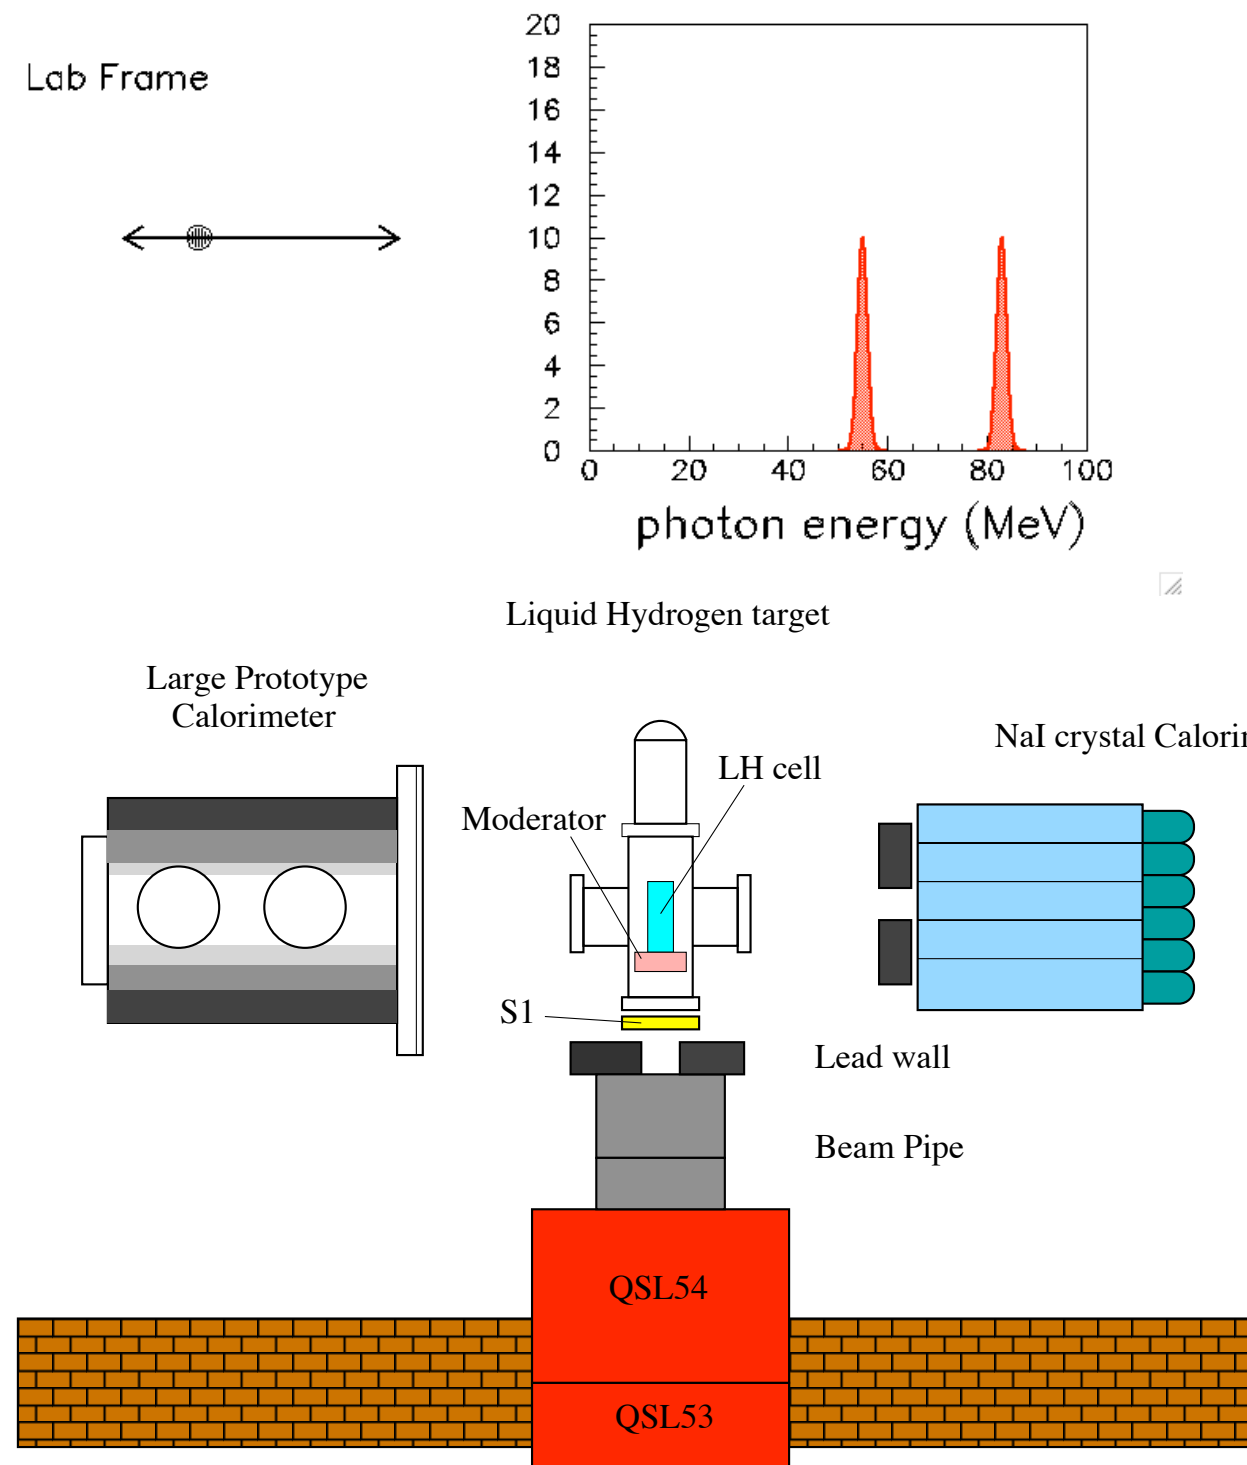 Lab Frame
20
18
16
14
12
10
8
6
4
2
0
0 20 40 60 80 100
photon energy (MeV)
Liquid Hydrogen target
Large Prototype
Calorimeter
NaI crystal Calorin
LH cell
Moderator
S1
Lead wall
Beam Pipe
QSL54
QSL53